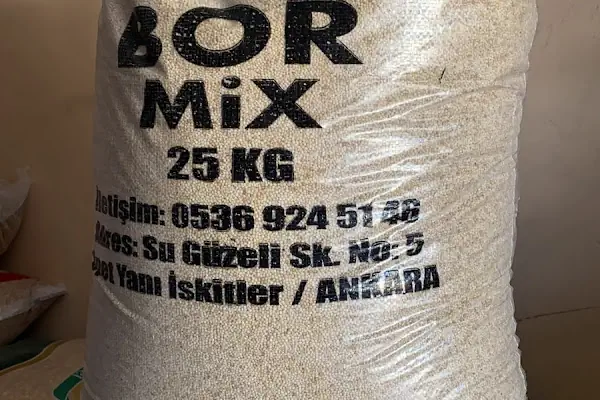 BOR
MiX
25 KG
İletişim: 0536 924 51 46
Adres: Su Güzeli Sk. No: 5
Yanı İskitler / ANKARA